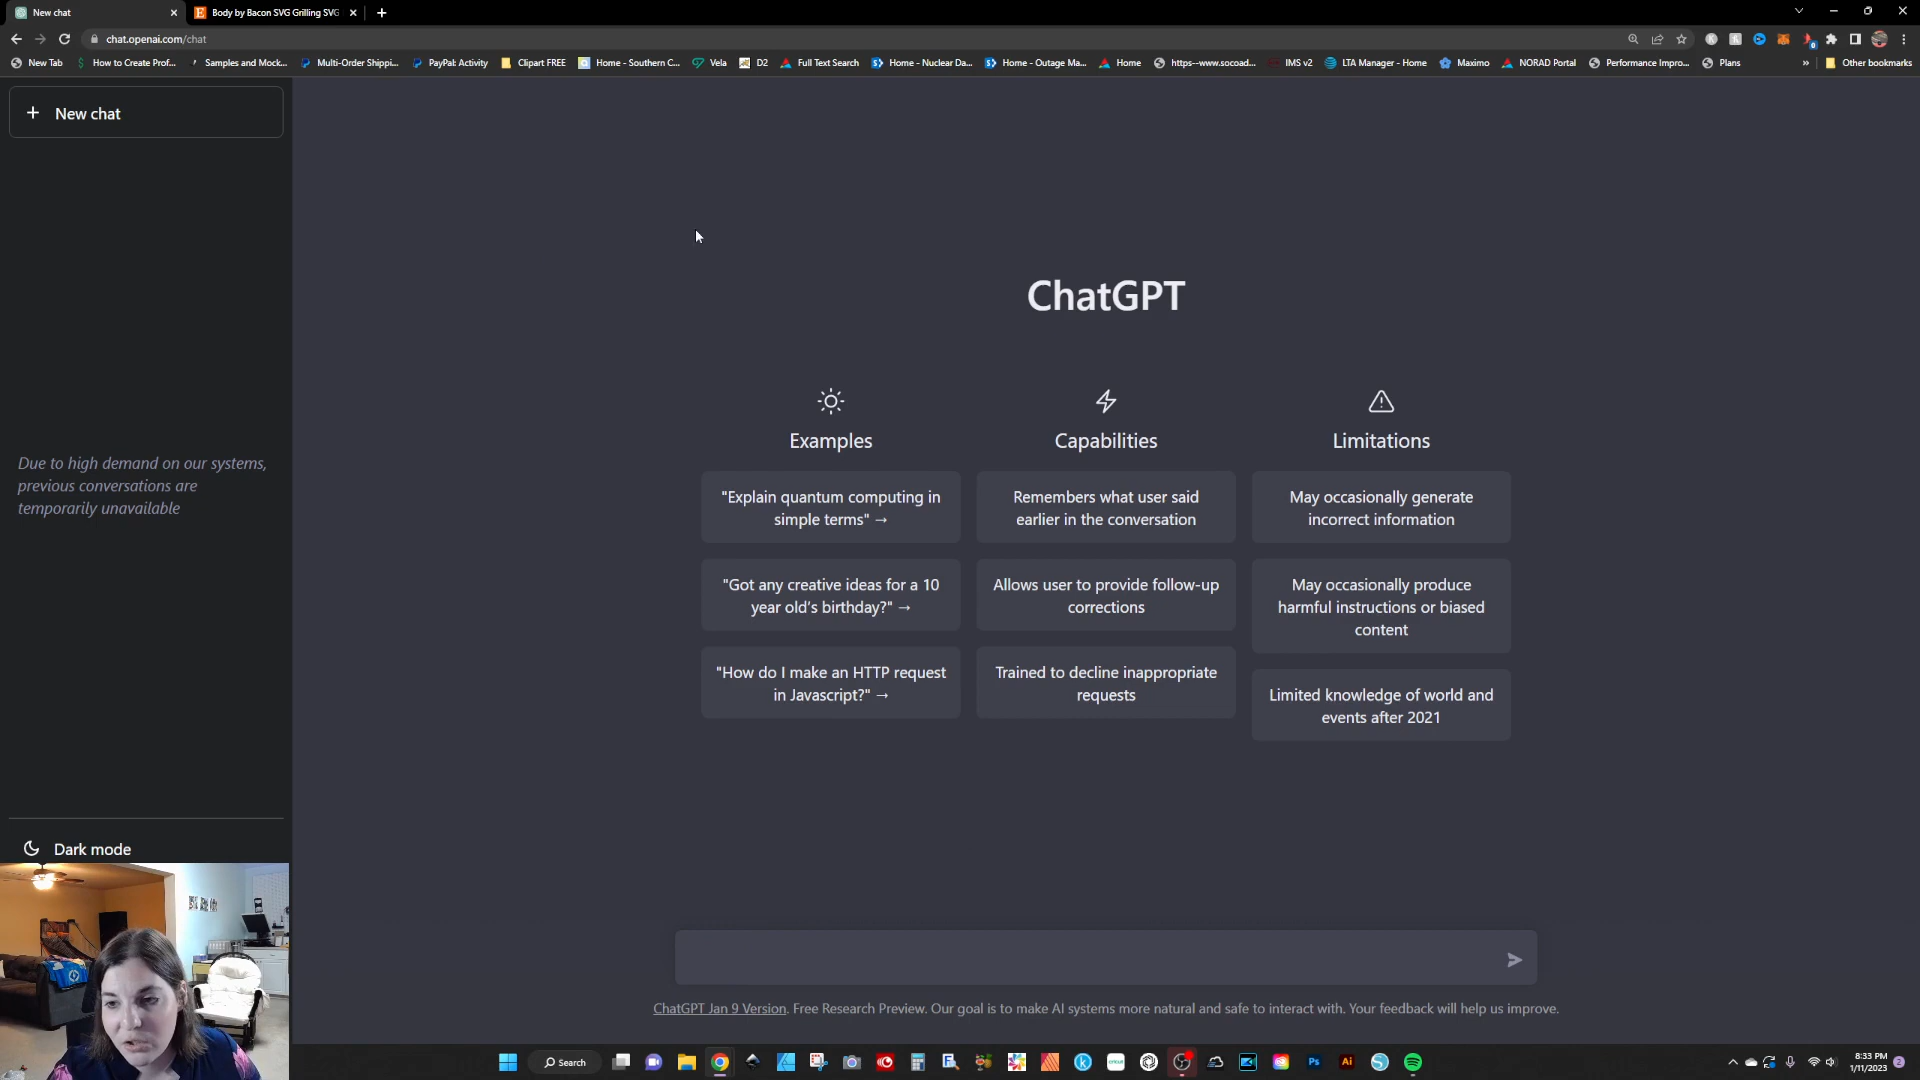 New chat
Body by Bacon SVG Grilling SVG
chat.openai.com/chat
New Tab
How to Create Prof...
Samples and Mock...
Multi-Order Shippi...
PayPal: Activity
Clipart FREE
Home - Southern C...
Vela
D2
Full Text Search
Home - Nuclear Da...
Home - Outage Ma...
Home
https--www.socoad...
IMS v2
LTA Manager - Home
Maximo
NORAD Portal
Performance Impro...
Plans
Other bookmarks
New chat
Due to high demand on our systems,
previous conversations are
temporarily unavailable
Dark mode
ChatGPT
Examples
"Explain quantum computing in
simple terms" →
"Got any creative ideas for a 10
year old's birthday?" →
"How do I make an HTTP request
in Javascript?" →
Capabilities
Remembers what user said
earlier in the conversation
Allows user to provide follow-up
corrections
Trained to decline inappropriate
requests
Limitations
May occasionally generate
incorrect information
May occasionally produce
harmful instructions or biased
content
Limited knowledge of world and
events after 2021
ChatGPT Jan 9 Version. Free Research Preview. Our goal is to make AI systems more natural and safe to interact with. Your feedback will help us improve.
Search
Ps
Ai
8:33 PM
1/11/2023
2